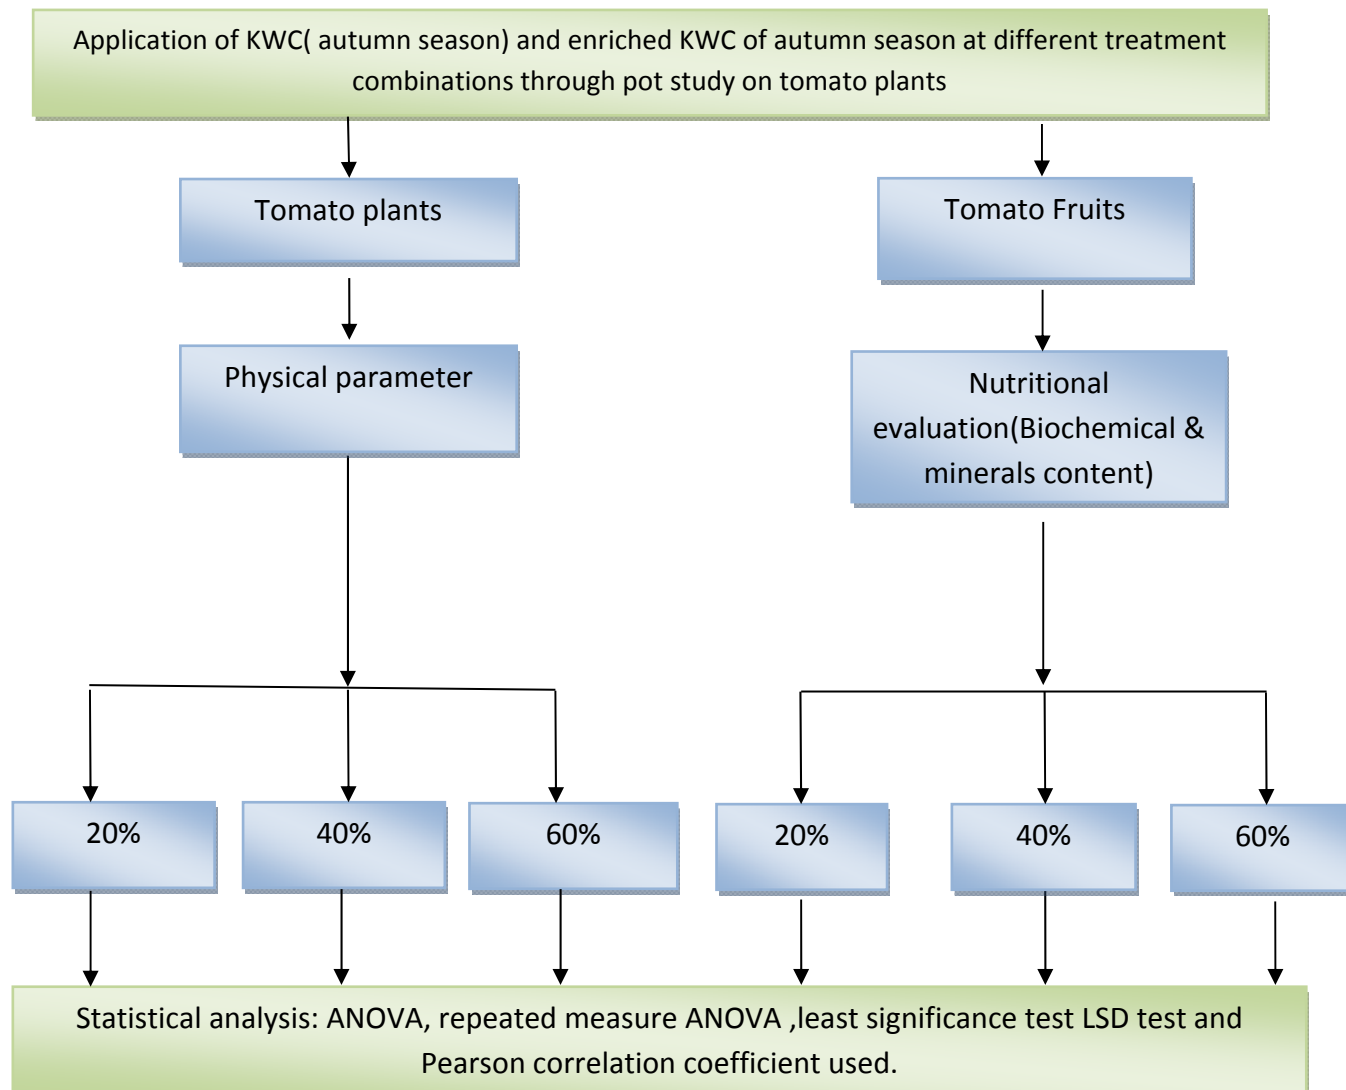 Application of KWC( autumn season) and enriched KWC of autumn season at different treatment
combinations through pot study on tomato plants
Tomato plants
Tomato Fruits
Physical parameter
Nutritional
evaluation(Biochemical &
minerals content)
20%
40%
60%
20%
40%
60%
Statistical analysis: ANOVA, repeated measure ANOVA ,least significance test LSD test and
Pearson correlation coefficient used.